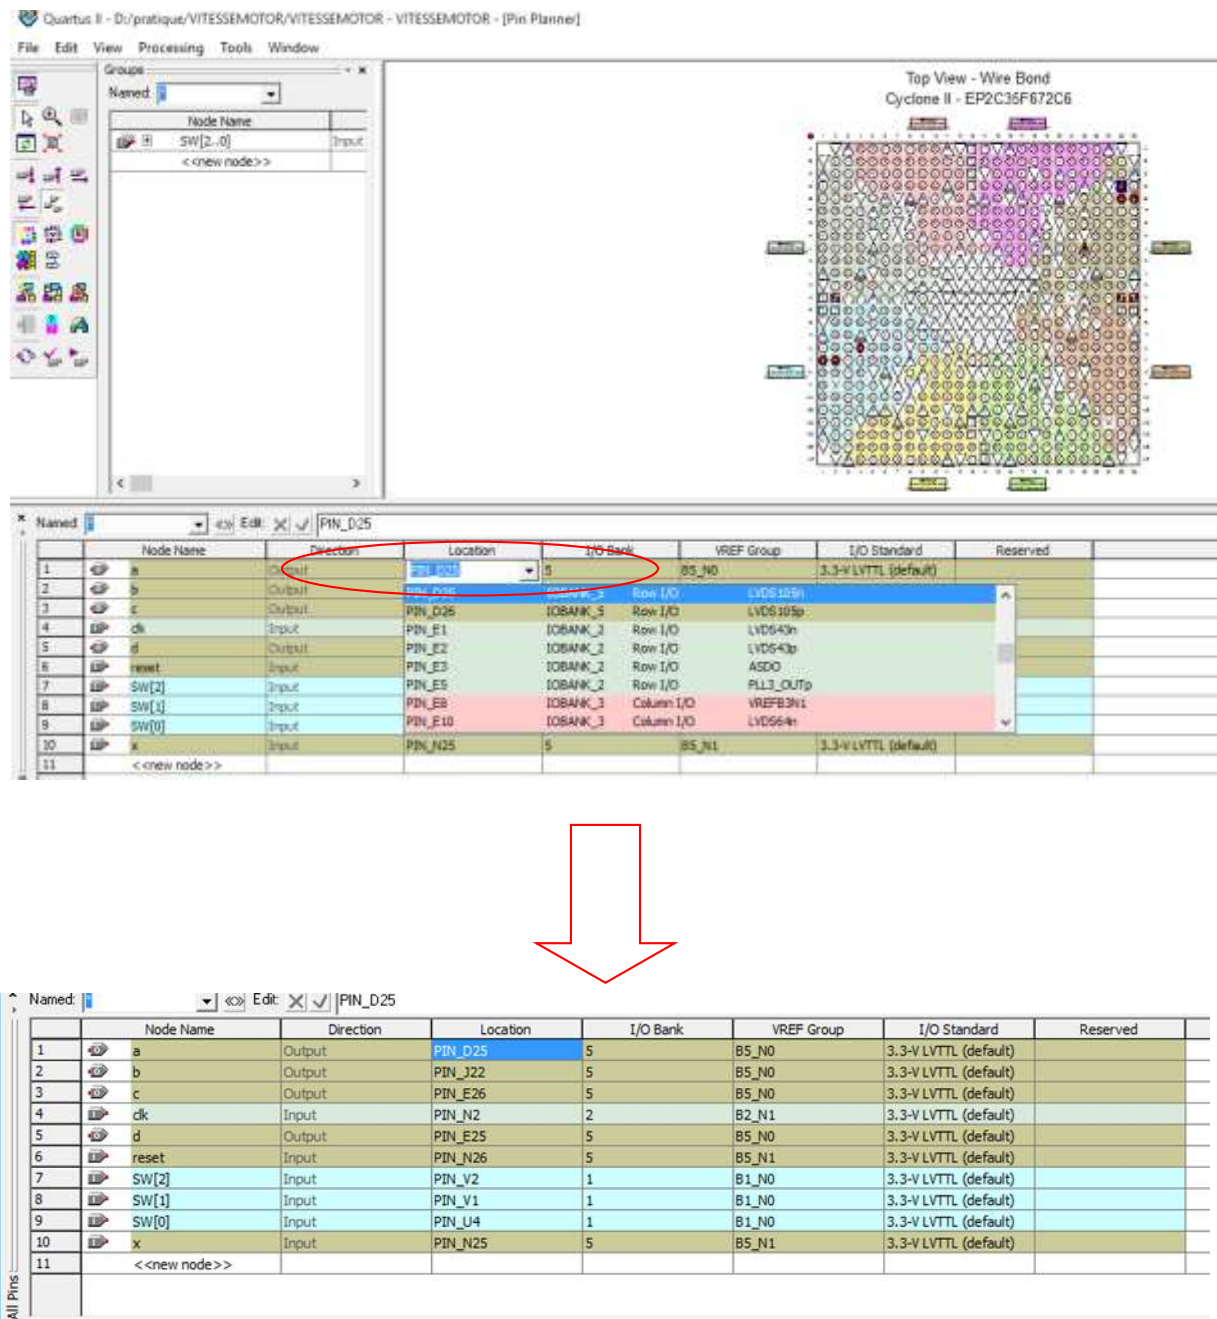 Quartus II - D:/pratique/VITESSEMOTOR/VITESSEMOTOR - VITESSEMOTOR - [Pin Planner]
File Edit View Processing Tools Window
Groups
Named:
Node Name
SW[2..0] Input
<<new node>>
Top View - Wire Bond
Cyclone II - EP2C35F672C6
Named: Edit: PIN_D25
Node Name Direction Location I/O Bank VREF Group I/O Standard Reserved
1 a Output PIN_D25 5 B5_N0 3.3-V LVTTL (default)
2 b Output PIN_D25 IOBANK_5 Row I/O LVDS105n
3 c Output PIN_D26 IOBANK_5 Row I/O LVDS105p
4 clk Input PIN_E1 IOBANK_2 Row I/O LVDS43n
5 d Output PIN_E2 IOBANK_2 Row I/O LVDS43p
6 reset Input PIN_E3 IOBANK_2 Row I/O ASDO
7 SW[2] Input PIN_E5 IOBANK_2 Row I/O PLL3_OUTp
8 SW[1] Input PIN_E8 IOBANK_3 Column I/O VREFB3N1
9 SW[0] Input PIN_E10 IOBANK_3 Column I/O LVDS64n
10 x Input PIN_N25 5 B5_N1 3.3-V LVTTL (default)
11 <<new node>>
Named: * Edit: PIN_D25
Node Name Direction Location I/O Bank VREF Group I/O Standard Reserved
1 a Output PIN_D25 5 B5_N0 3.3-V LVTTL (default)
2 b Output PIN_J22 5 B5_N0 3.3-V LVTTL (default)
3 c Output PIN_E26 5 B5_N0 3.3-V LVTTL (default)
4 clk Input PIN_N2 2 B2_N1 3.3-V LVTTL (default)
5 d Output PIN_E25 5 B5_N0 3.3-V LVTTL (default)
6 reset Input PIN_N26 5 B5_N1 3.3-V LVTTL (default)
7 SW[2] Input PIN_V2 1 B1_N0 3.3-V LVTTL (default)
8 SW[1] Input PIN_V1 1 B1_N0 3.3-V LVTTL (default)
9 SW[0] Input PIN_U4 1 B1_N0 3.3-V LVTTL (default)
10 x Input PIN_N25 5 B5_N1 3.3-V LVTTL (default)
11 <<new node>>
All Pins